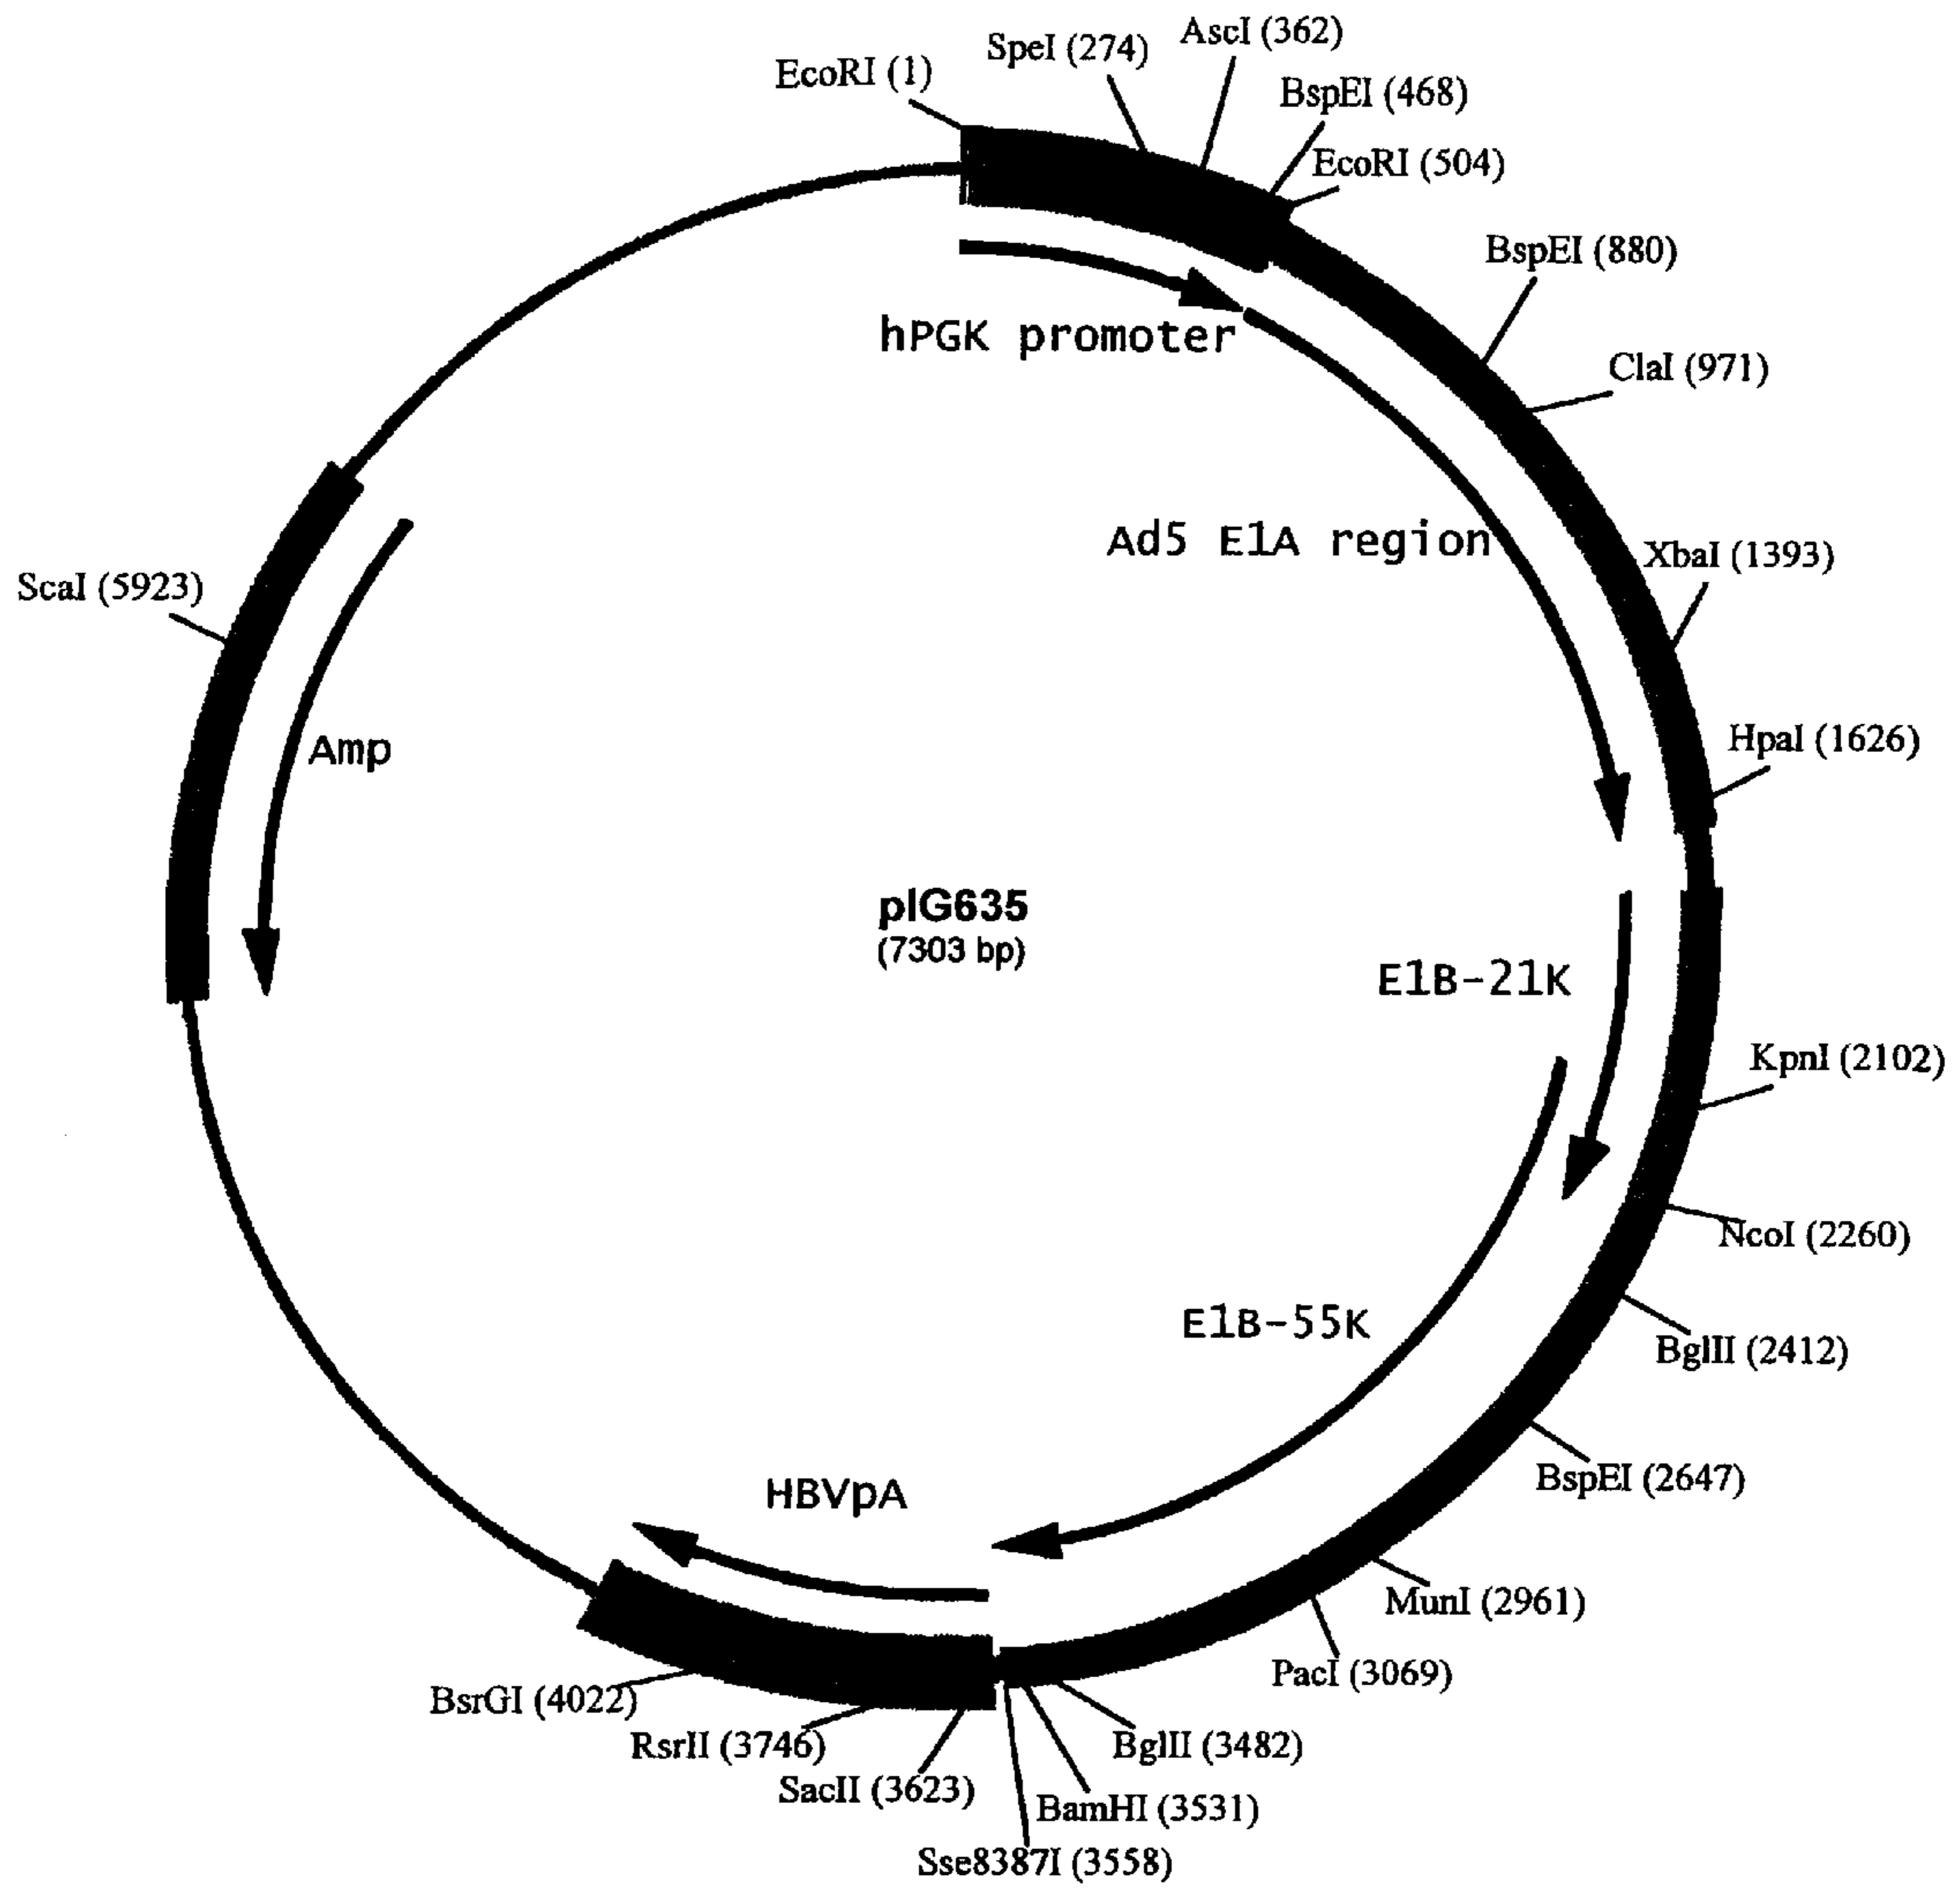 AscI (362)
SpeI (274)
EcoRI (1)
BspEI (468)
EcoRI (504)
BspEI (880)
hPGK promoter
ClaI (971)
Ad5 E1A region
XbaI (1393)
ScaI (5923)
HpaI (1626)
Amp
pIG635
(7303 bp)
E1B-21K
KpnI (2102)
NcoI (2260)
E1B-55K
BglII (2412)
BspEI (2647)
HBVpA
MunI (2961)
PacI (3069)
BsrGI (4022)
RsrII (3746)
BglII (3482)
SacII (3623)
BamHI (3531)
Sse8387I (3558)